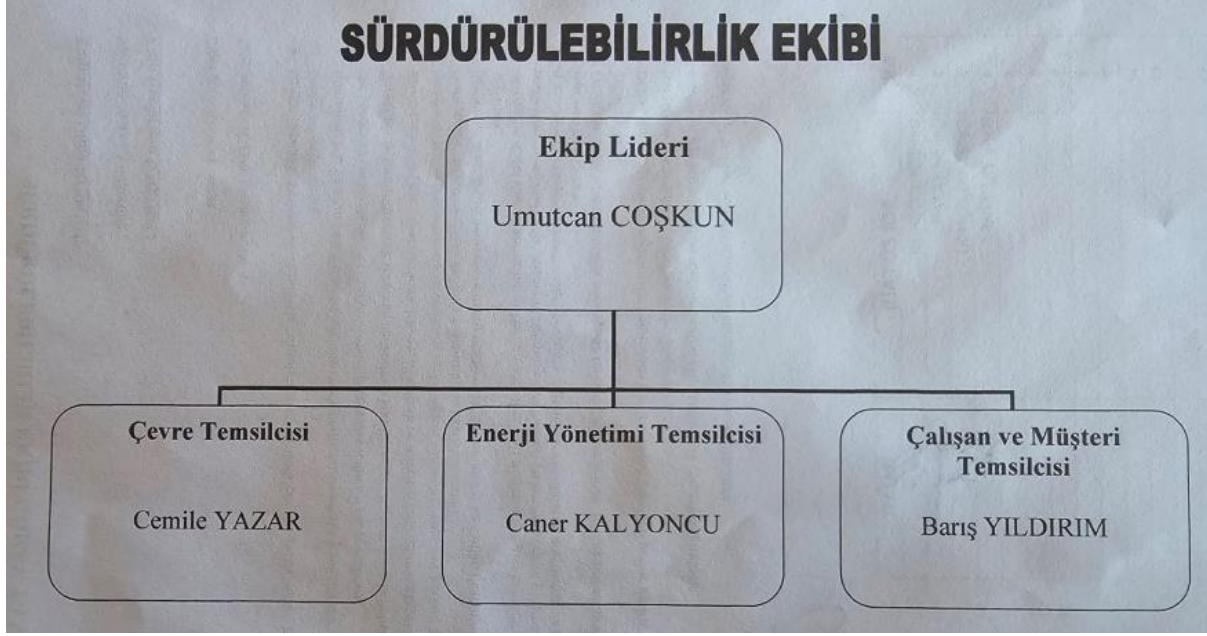 SÜRDÜRÜLEBİLİRLİK EKİBİ
Ekip Lideri
Umutcan COŞKUN
Çevre Temsilcisi
Cemile YAZAR
Enerji Yönetimi Temsilcisi
Caner KALYONCU
Çalışan ve Müşteri
Temsilcisi
Barış YILDIRIM